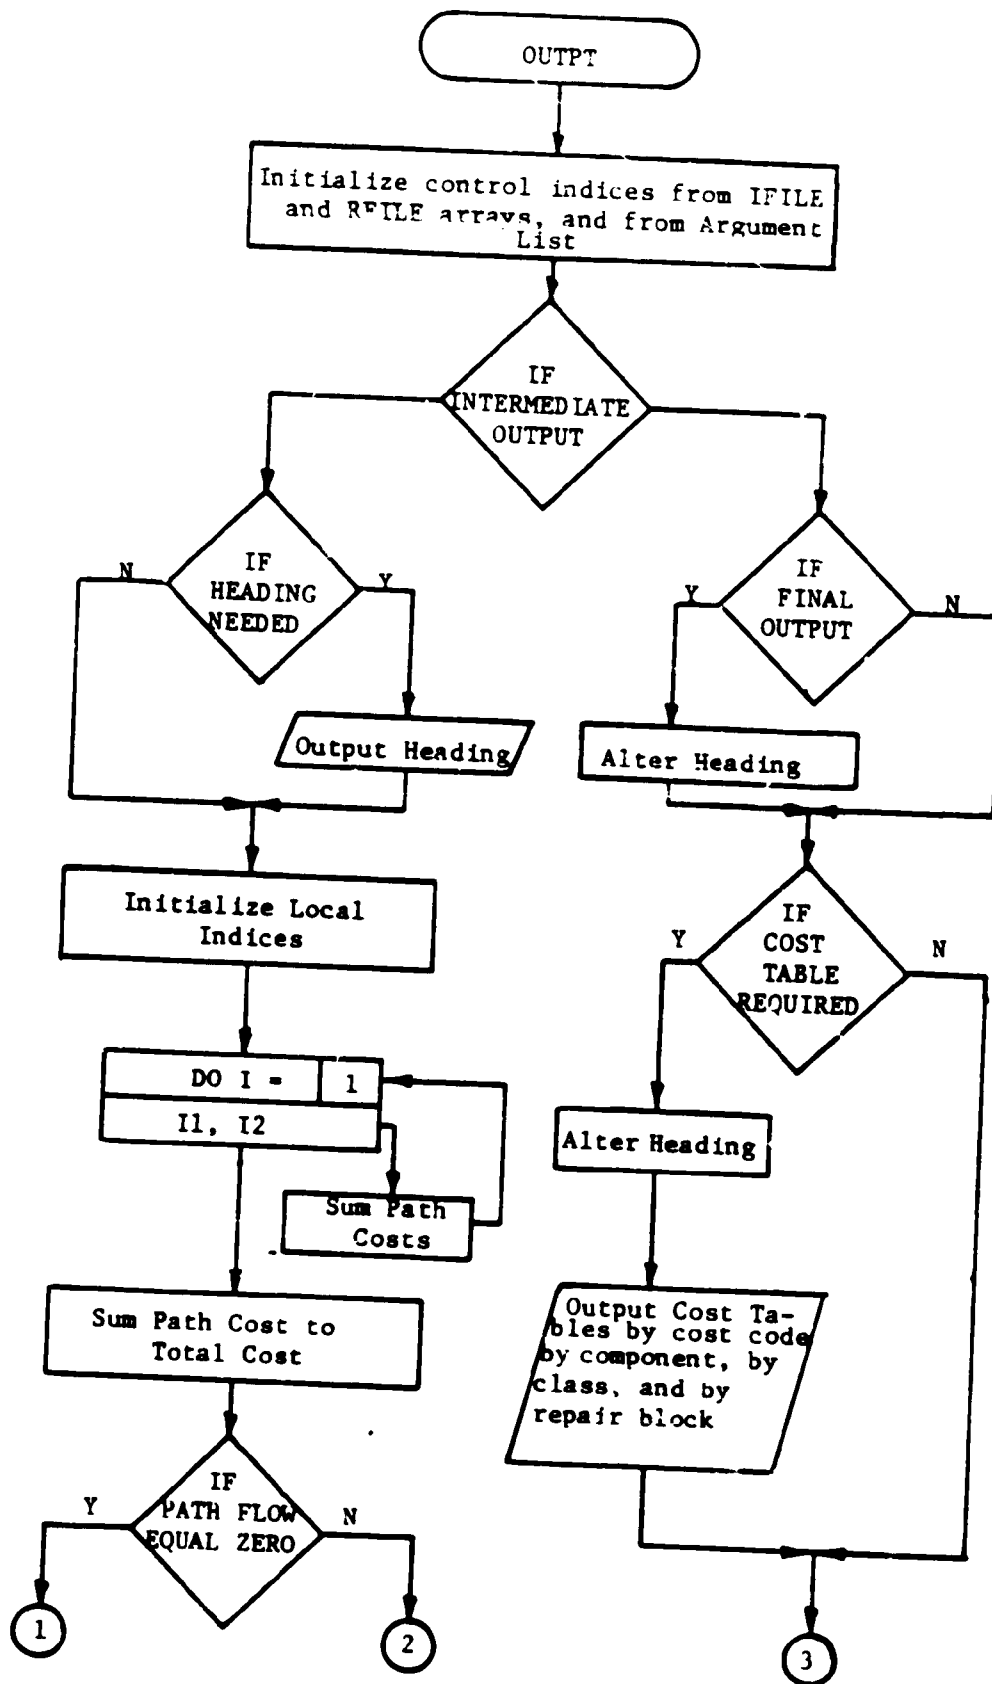 OUTPT
Initialize control indices from IFILE
and RFILE arrays, and from Argument
List
IF
INTERMEDIATE
OUTPUT
IF
HEADING
NEEDED
N
Y
IF
FINAL
OUTPUT
Y
N
Output Heading
Alter Heading
Initialize Local
Indices
IF
COST
TABLE
REQUIRED
Y
N
DO I =
1
I1, I2
Alter Heading
Sum Path
Costs
Sum Path Cost to
Total Cost
Output Cost Ta-
bles by cost code
by component, by
class, and by
repair block
IF
PATH FLOW
EQUAL ZERO
Y
N
1
2
3